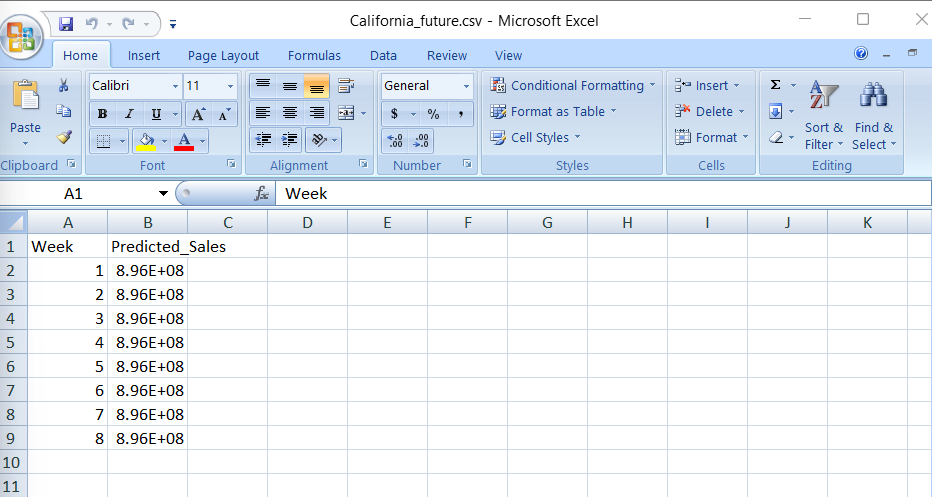 California_future.csv - Microsoft Excel
Home Insert Page Layout Formulas Data Review View
Calibri 11 General Conditional Formatting Insert Σ
Paste B I U A A $ % , Format as Table Delete Sort & Filter Find & Select
A .00 .0 Cell Styles Format
Clipboard Font Alignment Number Styles Cells Editing
A1 fx Week
A B C D E F G H I J K
1 Week Predicted_Sales
2 1 8.96E+08
3 2 8.96E+08
4 3 8.96E+08
5 4 8.96E+08
6 5 8.96E+08
7 6 8.96E+08
8 7 8.96E+08
9 8 8.96E+08
10
11